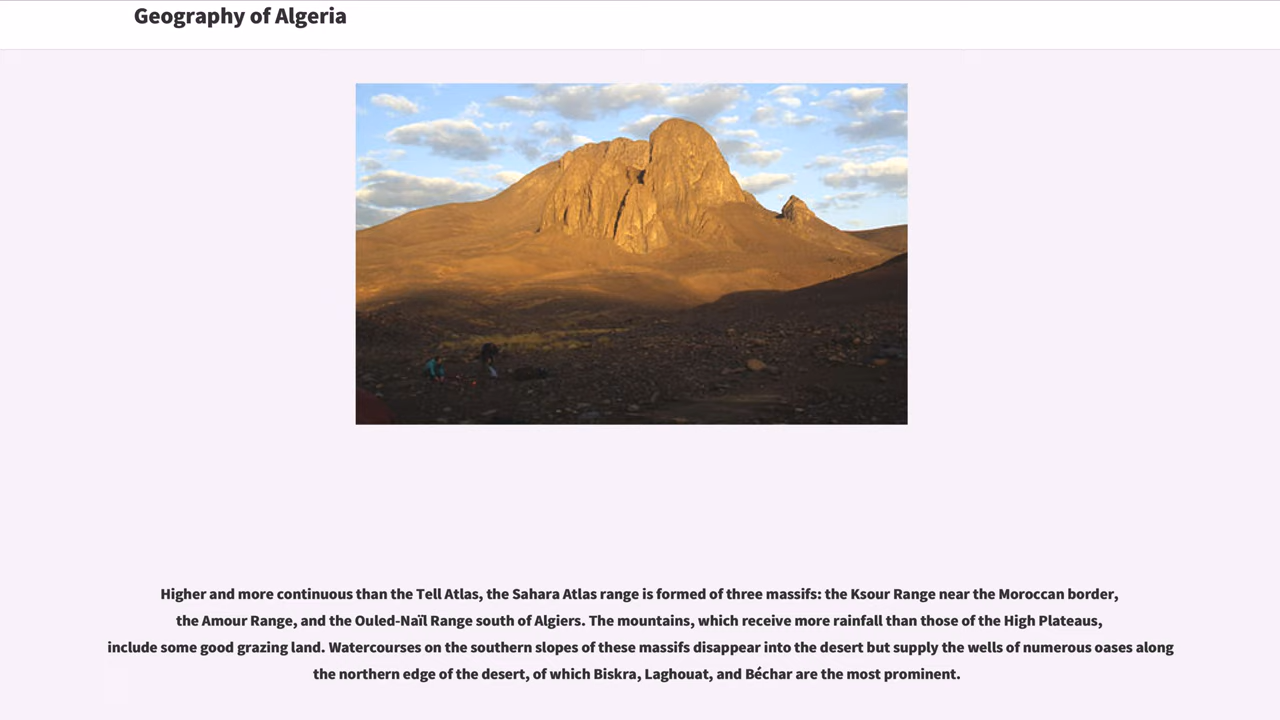 Geography of Algeria
Higher and more continuous than the Tell Atlas, the Sahara Atlas range is formed of three massifs: the Ksour Range near the Moroccan border,
the Amour Range, and the Ouled-Naïl Range south of Algiers. The mountains, which receive more rainfall than those of the High Plateaus,
include some good grazing land. Watercourses on the southern slopes of these massifs disappear into the desert but supply the wells of numerous oases along
the northern edge of the desert, of which Biskra, Laghouat, and Béchar are the most prominent.